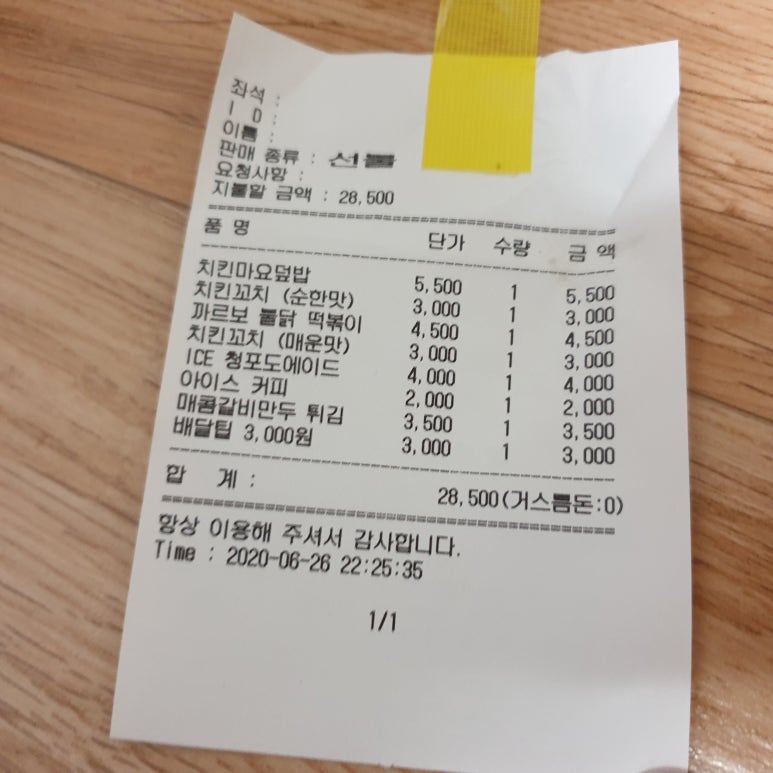 좌석 :
I D :
이름 :
판매 종류 : 선불
요청사항 :
지불할 금액 : 28,500
품 명 단가 수량 금 액
치킨마요덮밥 5,500 1 5,500
치킨꼬치 (순한맛) 3,000 1 3,000
까르보 불닭 떡볶이 4,500 1 4,500
치킨꼬치 (매운맛) 3,000 1 3,000
ICE 청포도에이드 4,000 1 4,000
아이스 커피 2,000 1 2,000
매콤갈비만두 튀김 3,500 1 3,500
배달팁 3,000원 3,000 1 3,000
합 계 : 28,500(거스름돈:0)
항상 이용해 주셔서 감사합니다.
Time : 2020-06-26 22:25:35
1/1